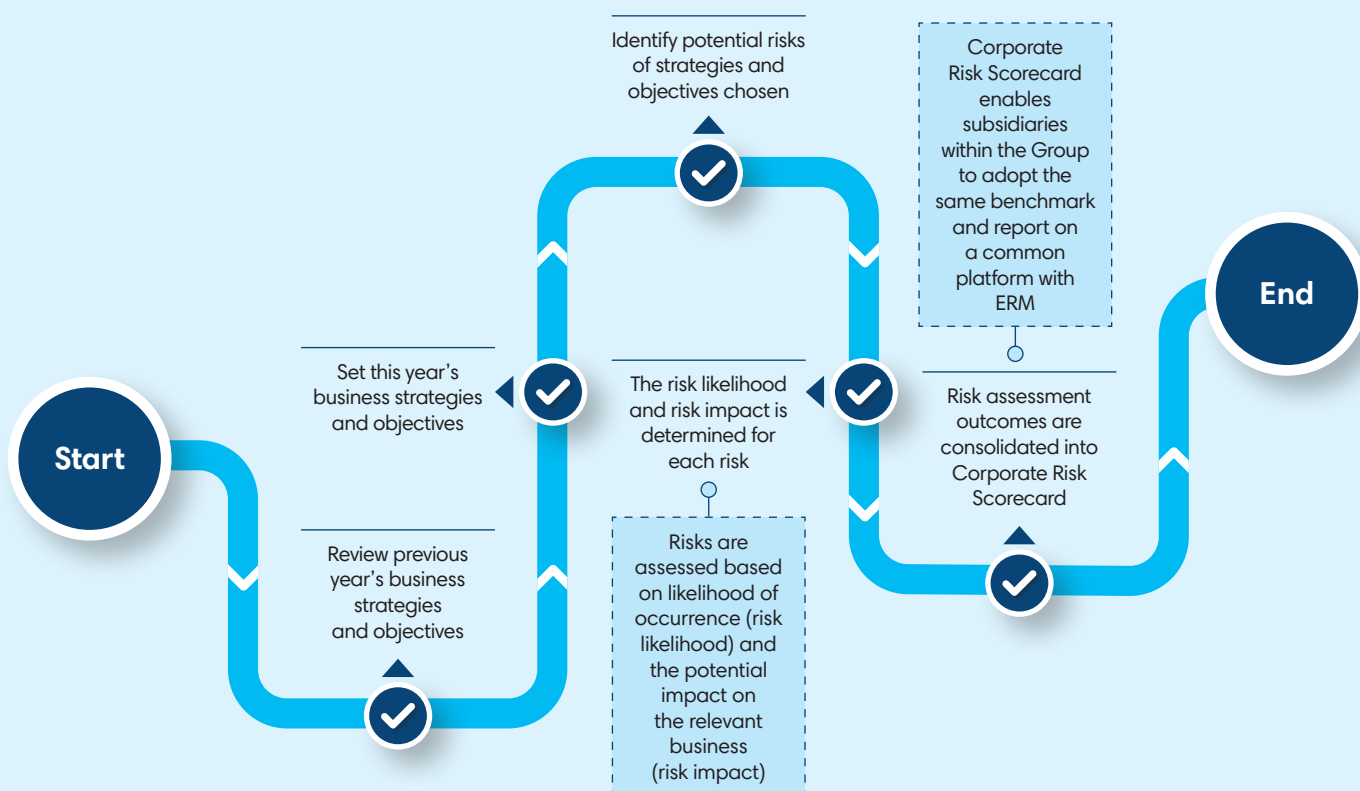 Start
Review previous
year's business
strategies
and objectives
Set this year's
business strategies
and objectives
Identify potential risks
of strategies and
objectives chosen
The risk likelihood
and risk impact is
determined for
each risk
Risks are
assessed based
on likelihood of
occurrence (risk
likelihood) and
the potential
impact on
the relevant
business
(risk impact)
Risk assessment
outcomes are
consolidated into
Corporate Risk
Scorecard
Corporate
Risk Scorecard
enables
subsidiaries
within the Group
to adopt the
same benchmark
and report on
a common
platform with
ERM
End